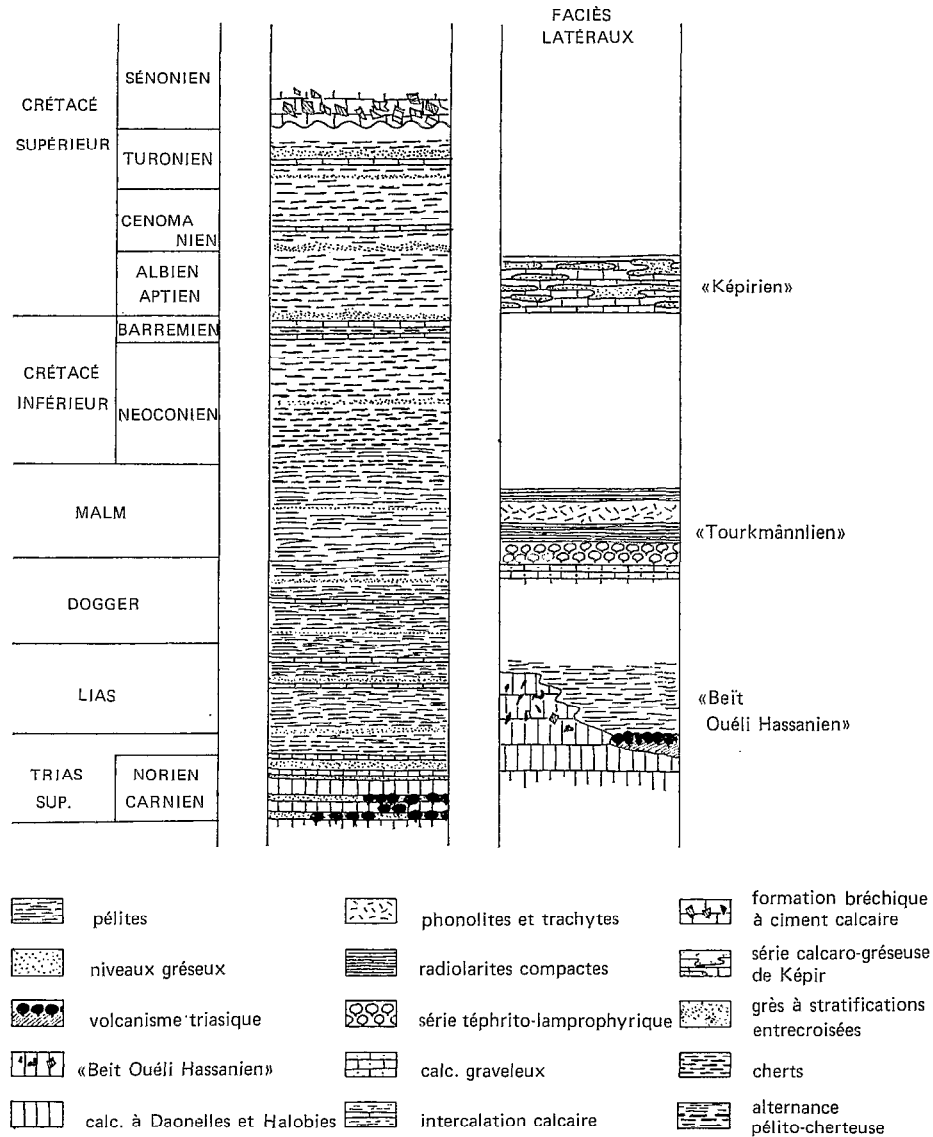 FACIÈS
LATÉRAUX
CRÉTACÉ
SUPÉRIEUR
SÉNONIEN
TURONIEN
CENOMA
NIEN
ALBIEN
APTIEN
«Képirien»
CRÉTACÉ
INFÉRIEUR
BARREMIEN
NEOCONIEN
MALM
«Tourkmânnlien»
DOGGER
LIAS
«Beït
Ouéli Hassanien»
TRIAS
SUP.
NORIEN
CARNIEN
pélites
niveaux gréseux
volcanisme triasique
«Beit Ouéli Hassanien»
calc. à Daonelles et Halobies
phonolites et trachytes
radiolarites compactes
série téphrito-lamprophyrique
calc. graveleux
intercalation calcaire
formation bréchique
à ciment calcaire
série calcaro-gréseuse
de Képir
grès à stratifications
entrecroisées
cherts
alternance
pélito-cherteuse